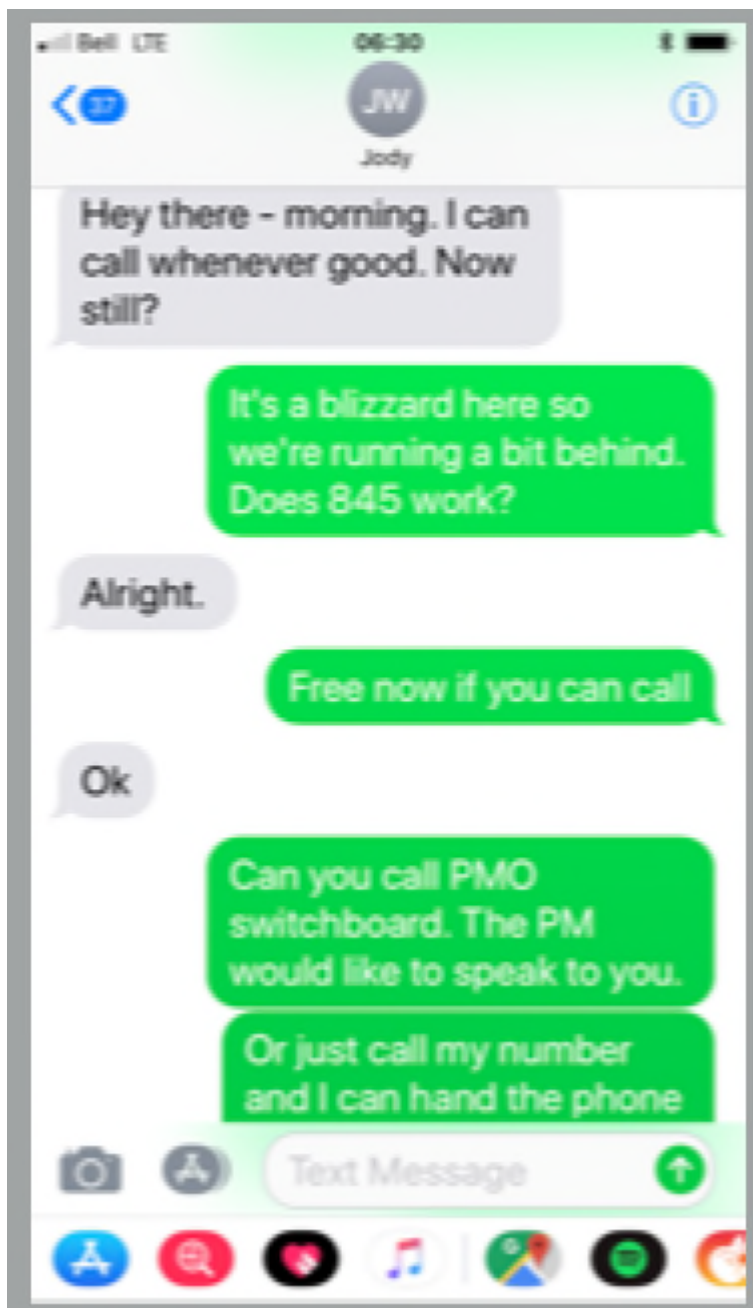 Bell LTE 06:30
37
JW
Jody
Hey there - morning. I can
call whenever good. Now
still?
It's a blizzard here so
we're running a bit behind.
Does 845 work?
Alright.
Free now if you can call
Ok
Can you call PMO
switchboard. The PM
would like to speak to you.
Or just call my number
and I can hand the phone
Text Message